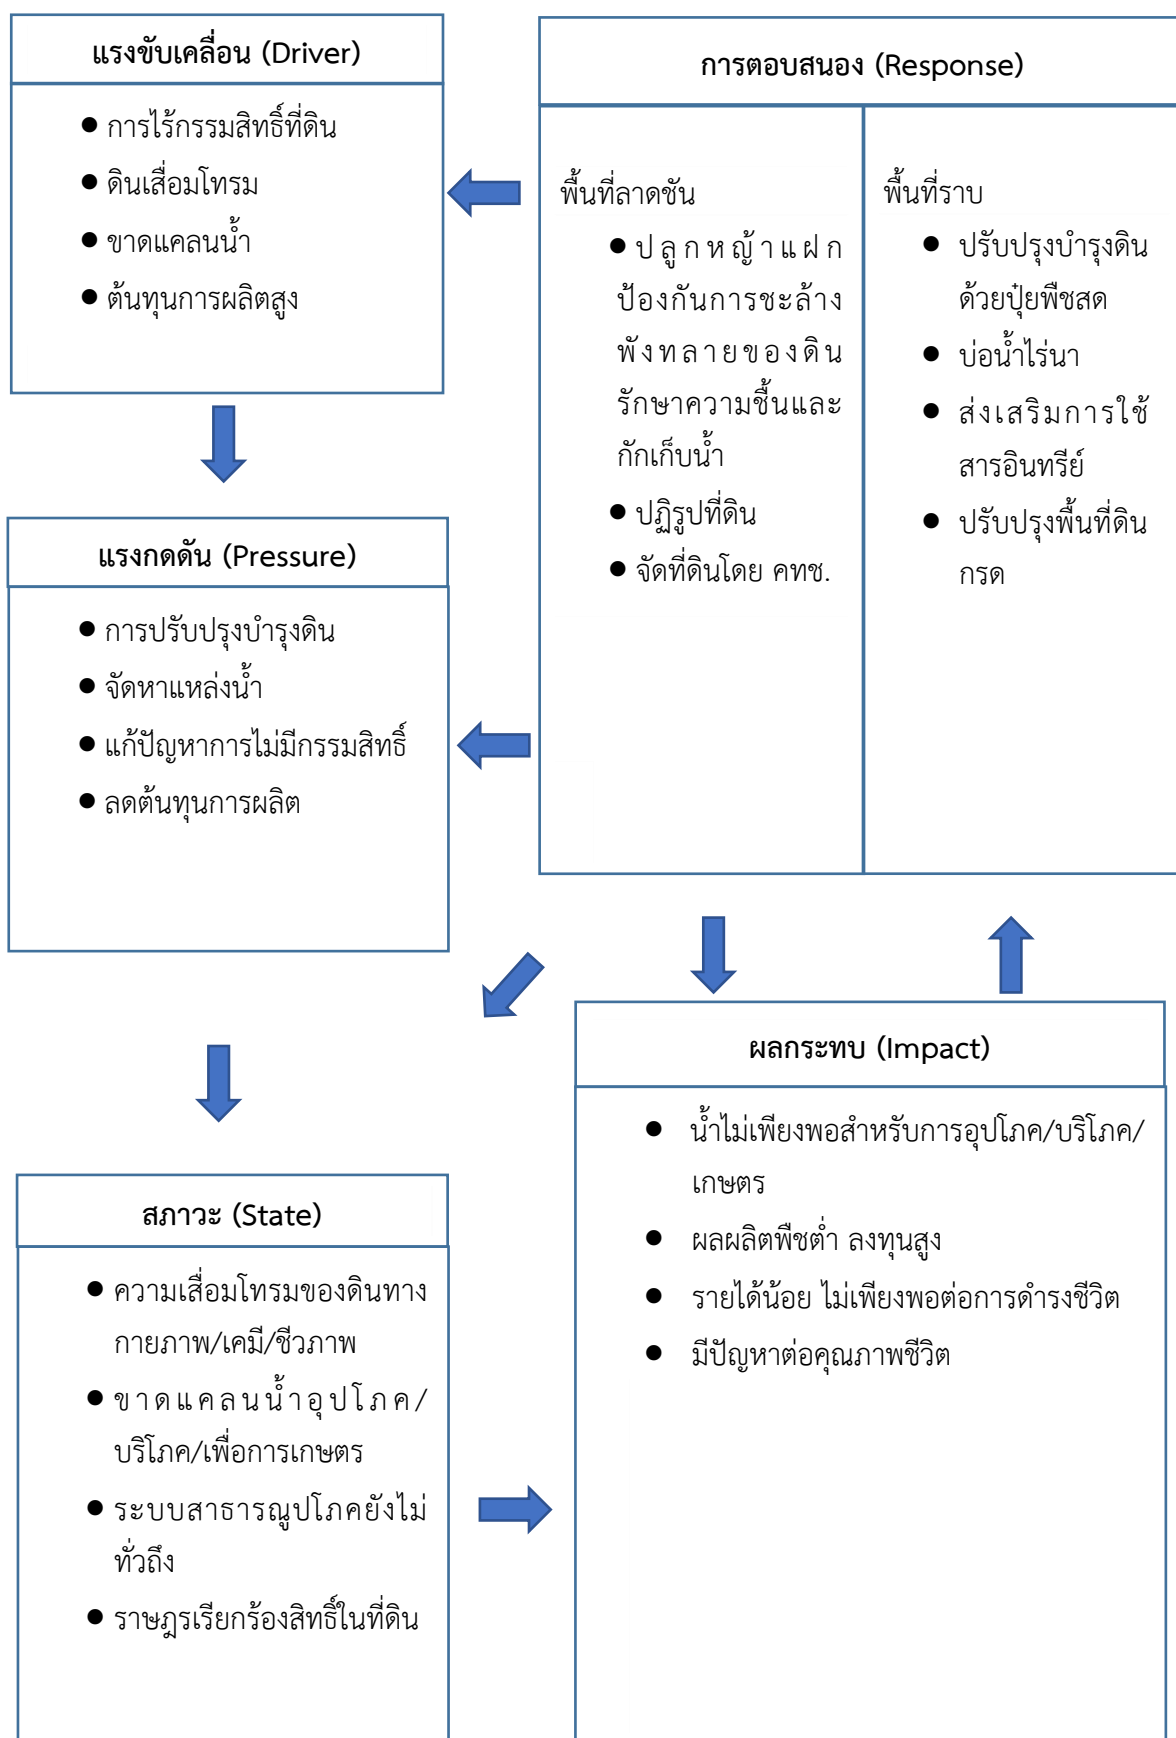 แรงขับเคลื่อน (Driver)
● การไร้กรรมสิทธิ์ที่ดิน
● ดินเสื่อมโทรม
● ขาดแคลนน้ำ
● ต้นทุนการผลิตสูง
การตอบสนอง (Response)
พื้นที่ลาดชัน
● ปลูกหญ้าแฝก
ป้องกันการชะล้าง
พังทลายของดิน
รักษาความชื้นและ
กักเก็บน้ำ
● ปฏิรูปที่ดิน
● จัดที่ดินโดย คทช.
พื้นที่ราบ
● ปรับปรุงบำรุงดิน
ด้วยปุ๋ยพืชสด
● บ่อน้ำไร่นา
● ส่งเสริมการใช้
สารอินทรีย์
● ปรับปรุงพื้นที่ดิน
กรด
แรงกดดัน (Pressure)
● การปรับปรุงบำรุงดิน
● จัดหาแหล่งน้ำ
● แก้ปัญหาการไม่มีกรรมสิทธิ์
● ลดต้นทุนการผลิต
ผลกระทบ (Impact)
● น้ำไม่เพียงพอสำหรับการอุปโภค/บริโภค/
เกษตร
● ผลผลิตพืชต่ำ ลงทุนสูง
● รายได้น้อย ไม่เพียงพอต่อการดำรงชีวิต
● มีปัญหาต่อคุณภาพชีวิต
สภาวะ (State)
● ความเสื่อมโทรมของดินทาง
กายภาพ/เคมี/ชีวภาพ
● ขาดแคลนน้ำอุปโภค/
บริโภค/เพื่อการเกษตร
● ระบบสาธารณูปโภคยังไม่
ทั่วถึง
● ราษฎรเรียกร้องสิทธิ์ในที่ดิน